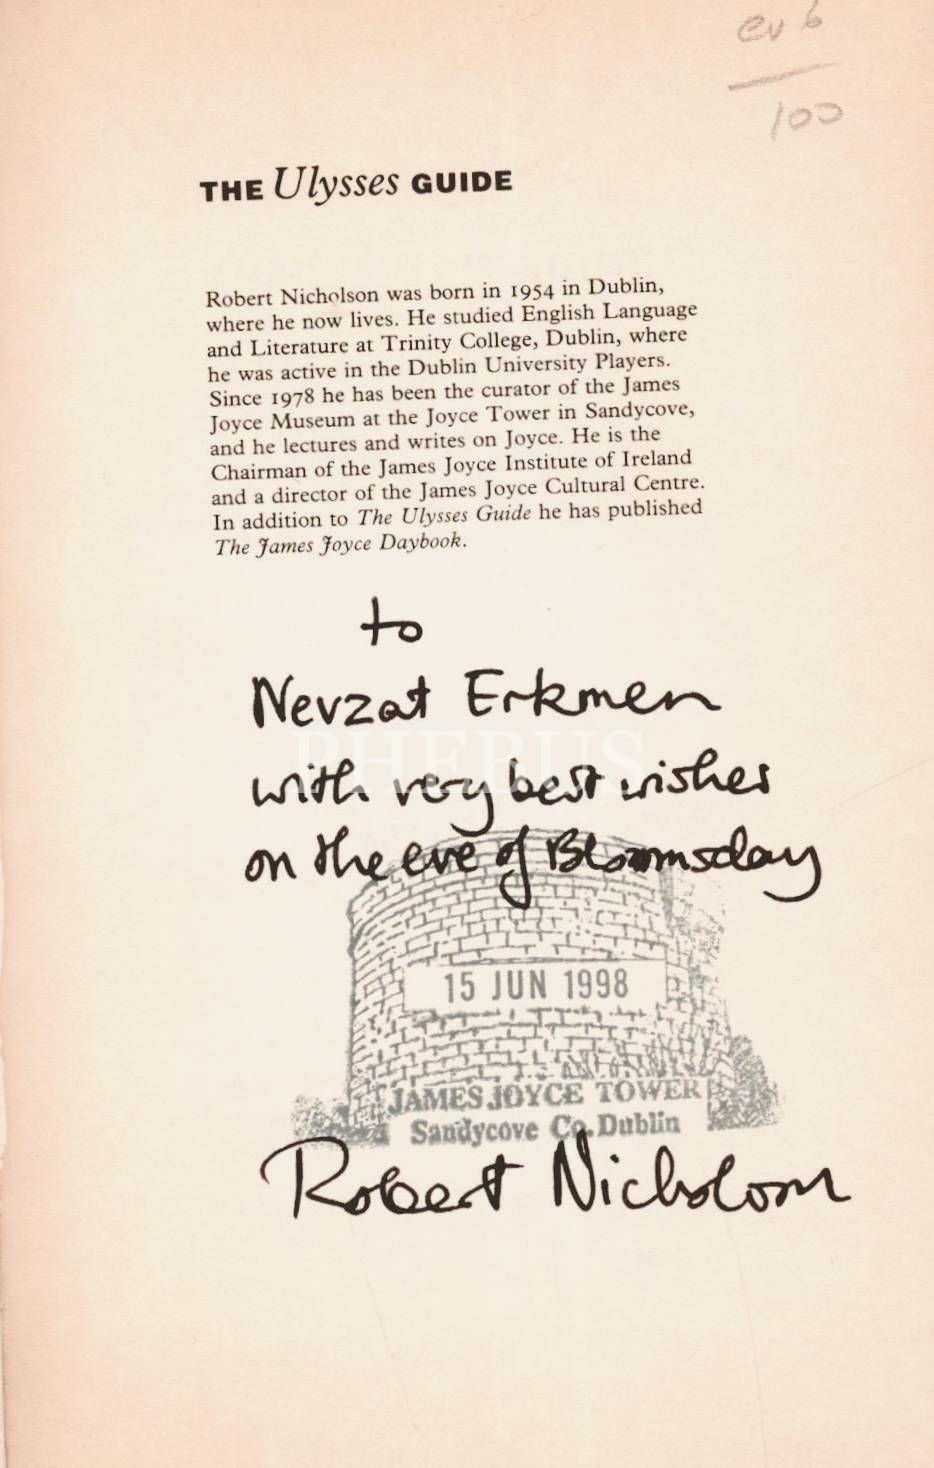 ev 6
100
THE Ulysses GUIDE
Robert Nicholson was born in 1954 in Dublin,
where he now lives. He studied English Language
and Literature at Trinity College, Dublin, where
he was active in the Dublin University Players.
Since 1978 he has been the curator of the James
Joyce Museum at the Joyce Tower in Sandycove,
and he lectures and writes on Joyce. He is the
Chairman of the James Joyce Institute of Ireland
and a director of the James Joyce Cultural Centre.
In addition to The Ulysses Guide he has published
The James Joyce Daybook.
to
Nevzat Erkmen
PHEBUS
with very best wishes
on the eve of Bloomsday
15 JUN 1998
JAMES JOYCE TOWER
Sandycove Co. Dublin
Robert Nicholson